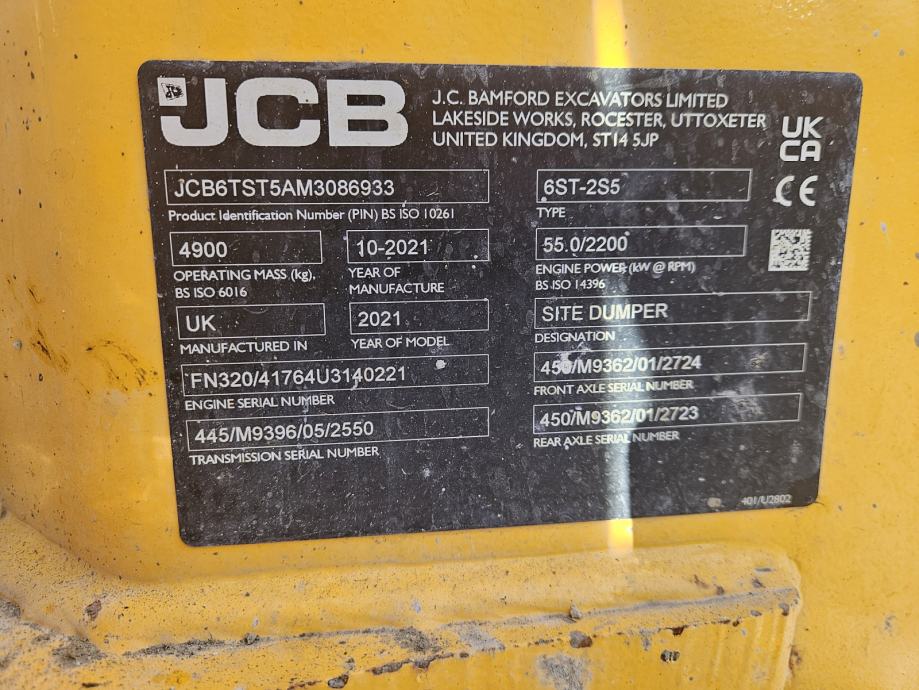 JCB
J.C. BAMFORD EXCAVATORS LIMITED
LAKESIDE WORKS, ROCESTER, UTTOXETER
UNITED KINGDOM, ST14 5JP
UK
CA
CE
JCB6TST5AM3086933
Product Identification Number (PIN) BS ISO 10261
6ST-2S5
TYPE
4900
OPERATING MASS (kg),
BS ISO 6016
10-2021
YEAR OF
MANUFACTURE
55.0/2200
ENGINE POWER (kW @ RPM)
BS ISO 14396
UK
MANUFACTURED IN
2021
YEAR OF MODEL
SITE DUMPER
DESIGNATION
FN320/41764U3140221
ENGINE SERIAL NUMBER
450/M9362/01/2724
FRONT AXLE SERIAL NUMBER
445/M9396/05/2550
TRANSMISSION SERIAL NUMBER
450/M9362/01/2723
REAR AXLE SERIAL NUMBER
401/U2802